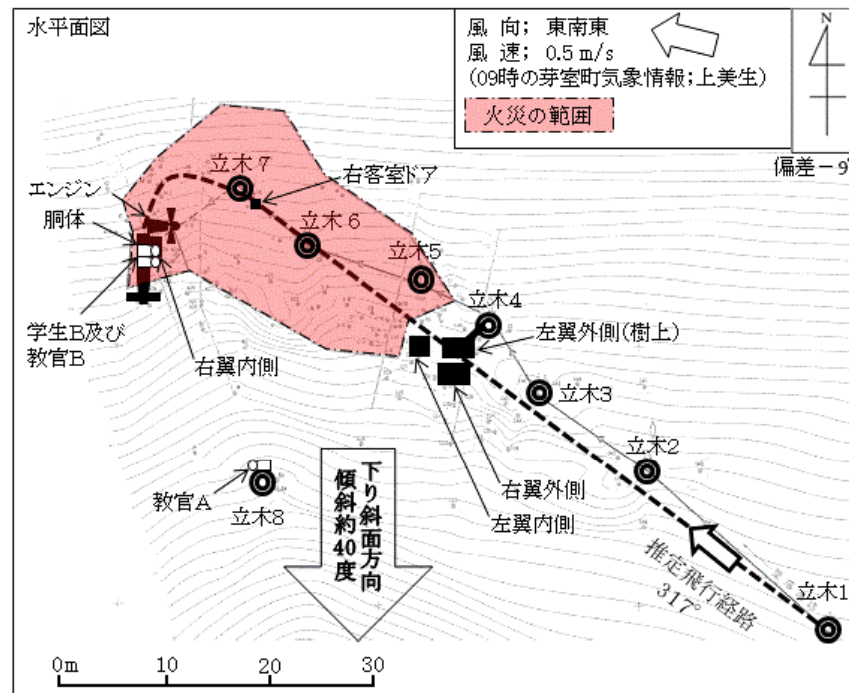 水平面図
風 向; 東南東
風 速; 0.5 m/s
(09時の芽室町気象情報;上美生)
火災の範囲
偏差－9°
エンジン
胴体
立木7
右客室ドア
立木6
立木5
立木4
学生B及び
教官B
右翼内側
左翼外側(樹上)
立木3
立木2
教官A
立木8
下り斜面方向
傾斜約40度
右翼外側
左翼内側
推定飛行経路
317°
立木1
0m 10 20 30